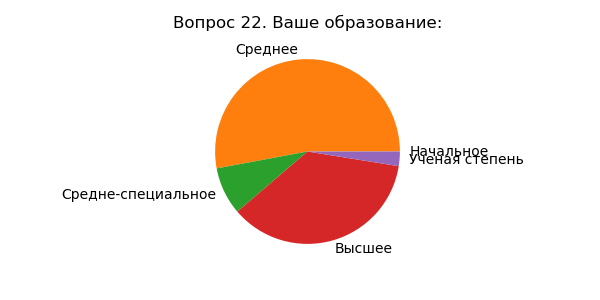 Вопрос 22. Ваше образование:
Среднее
Начальное
Ученая степень
Средне-специальное
Высшее